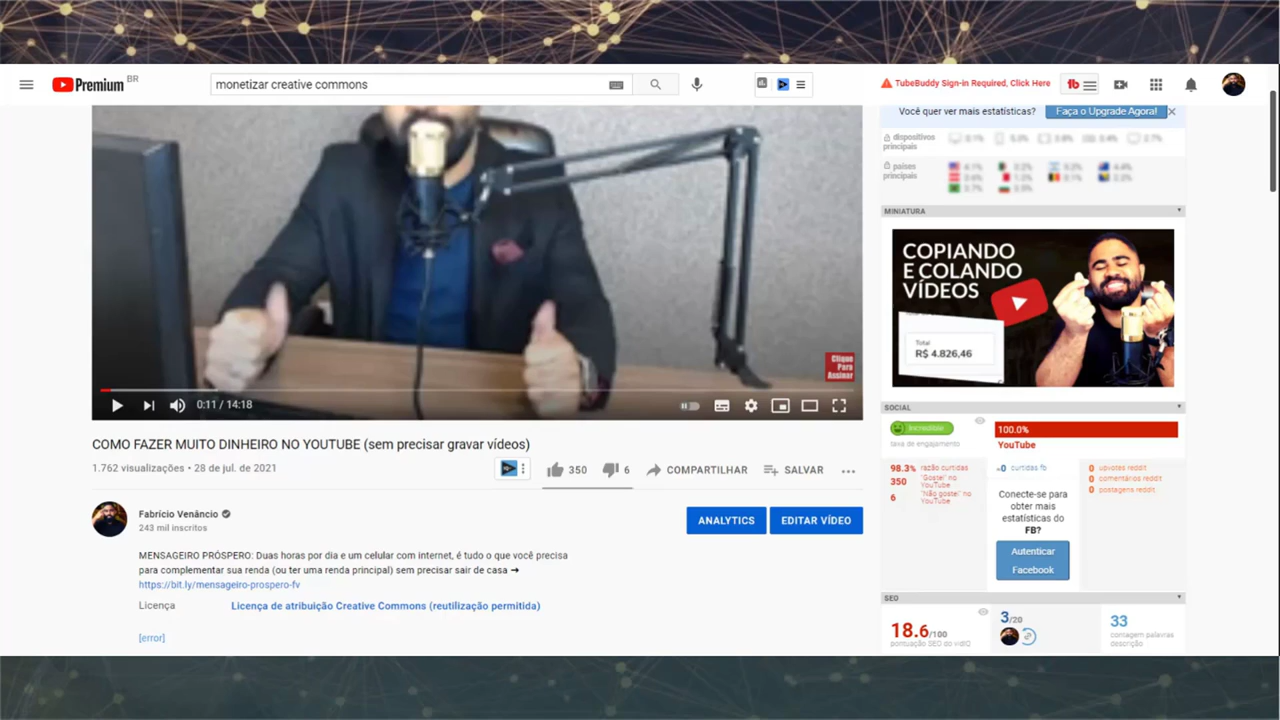 Premium BR
monetizar creative commons
TubeBuddy Sign-in Required, Click Here
Você quer ver mais estatísticas?
Faça o Upgrade Agora!
dispositivos
principais
países
principais
MINIATURA
COPIANDO
E COLANDO
VÍDEOS
Total
R$ 4.826,46
Clique
Para
Assinar
0:11 / 14:18
COMO FAZER MUITO DINHEIRO NO YOUTUBE (sem precisar gravar vídeos)
1.762 visualizações • 28 de jul. de 2021
350
6
COMPARTILHAR
SALVAR
Fabrício Venâncio
243 mil inscritos
ANALYTICS
EDITAR VÍDEO
MENSAGEIRO PRÓSPERO: Duas horas por dia e um celular com internet, é tudo o que você precisa
para complementar sua renda (ou ter uma renda principal) sem precisar sair de casa ➞
https://bit.ly/mensageiro-prospero-fv
Licença
Licença de atribuição Creative Commons (reutilização permitida)
[error]
SOCIAL
Incredible
taxa de engajamento
100.0%
YouTube
98.3% razão curtidas
350 "Gostei" no
YouTube
6 "Não gostei" no
YouTube
0 curtidas fb
Conecte-se para
obter mais
estatísticas do
FB?
Autenticar
Facebook
0 upvotes reddit
0 comentários reddit
0 postagens reddit
SEO
18.6/100
pontuação SEO do vidIQ
3/20
33
contagem palavras
descrição